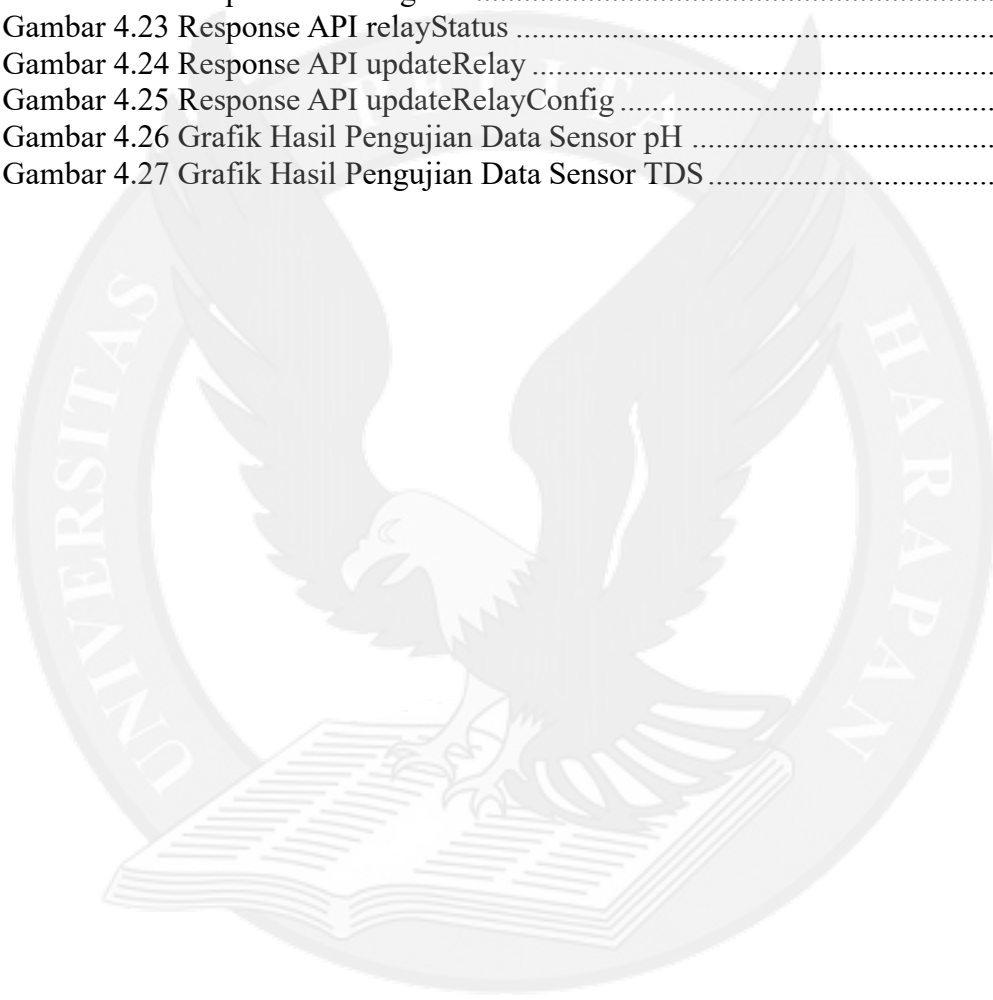 Gambar 4.23 Response API relayStatus ............................................................
Gambar 4.24 Response API updateRelay ..........................................................
Gambar 4.25 Response API updateRelayConfig ...............................................
Gambar 4.26 Grafik Hasil Pengujian Data Sensor pH ......................................
Gambar 4.27 Grafik Hasil Pengujian Data Sensor TDS ....................................
UNIVERSITAS
HARAPAN